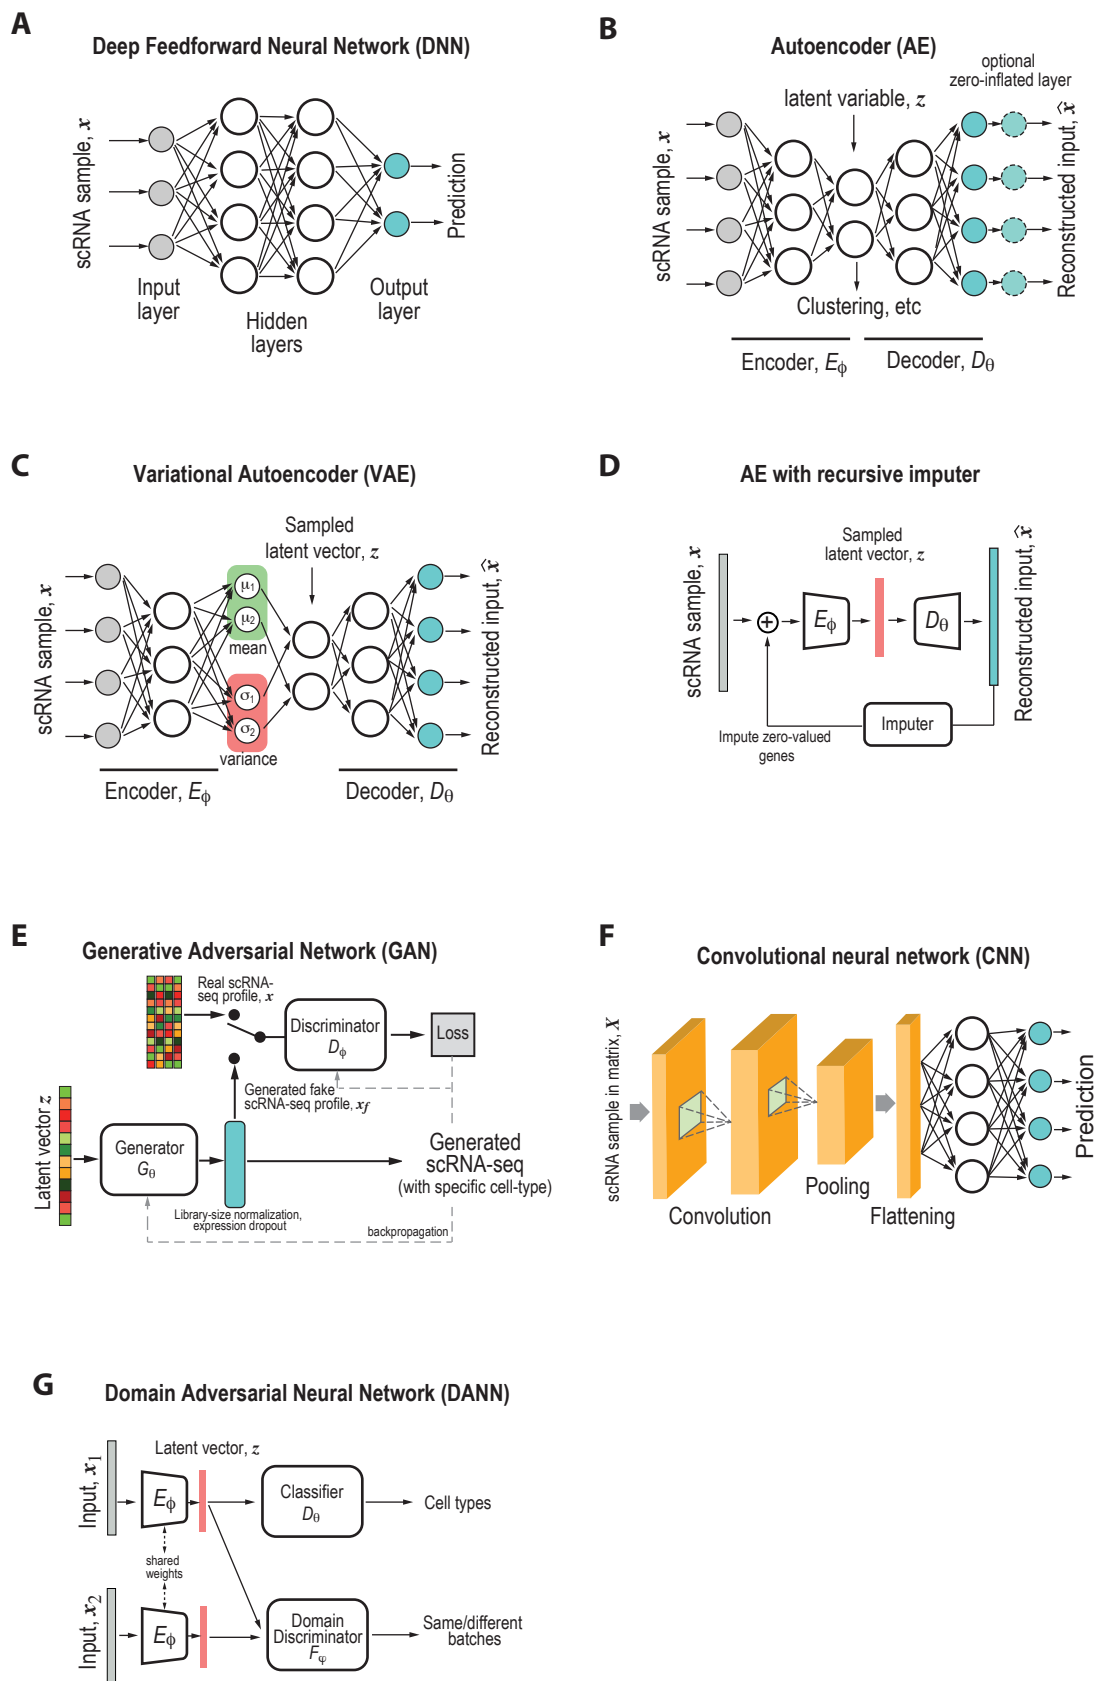 A
Deep Feedforward Neural Network (DNN)
scRNA sample, x
Input
layer
Hidden
layers
Output
layer
Prediction
B
Autoencoder (AE)
optional
zero-inflated layer
latent variable, z
scRNA sample, x
Reconstructed input, x̂
Clustering, etc
Encoder, Eϕ
Decoder, Dθ
C
Variational Autoencoder (VAE)
Sampled
latent vector, z
scRNA sample, x
μ1
μ2
mean
σ1
σ2
variance
Reconstructed input, x̂
Encoder, Eϕ
Decoder, Dθ
D
AE with recursive imputer
Sampled
latent vector, z
scRNA sample, x
+
Eϕ
Dθ
Reconstructed input, x̂
Imputer
Impute zero-valued
genes
E
Generative Adversarial Network (GAN)
Real scRNA-
seq profile, x
Discriminator
Dϕ
Loss
Generated fake
scRNA-seq profile, xf
Latent vector z
Generator
Gθ
Generated
scRNA-seq
(with specific cell-type)
Library-size normalization,
expression dropout
backpropagation
F
Convolutional neural network (CNN)
scRNA sample in matrix, X
Convolution
Pooling
Flattening
Prediction
G
Domain Adversarial Neural Network (DANN)
Latent vector, z
Input, x1
Eϕ
Classifier
Dθ
Cell types
shared
weights
Input, x2
Eϕ
Domain
Discriminator
Fφ
Same/different
batches